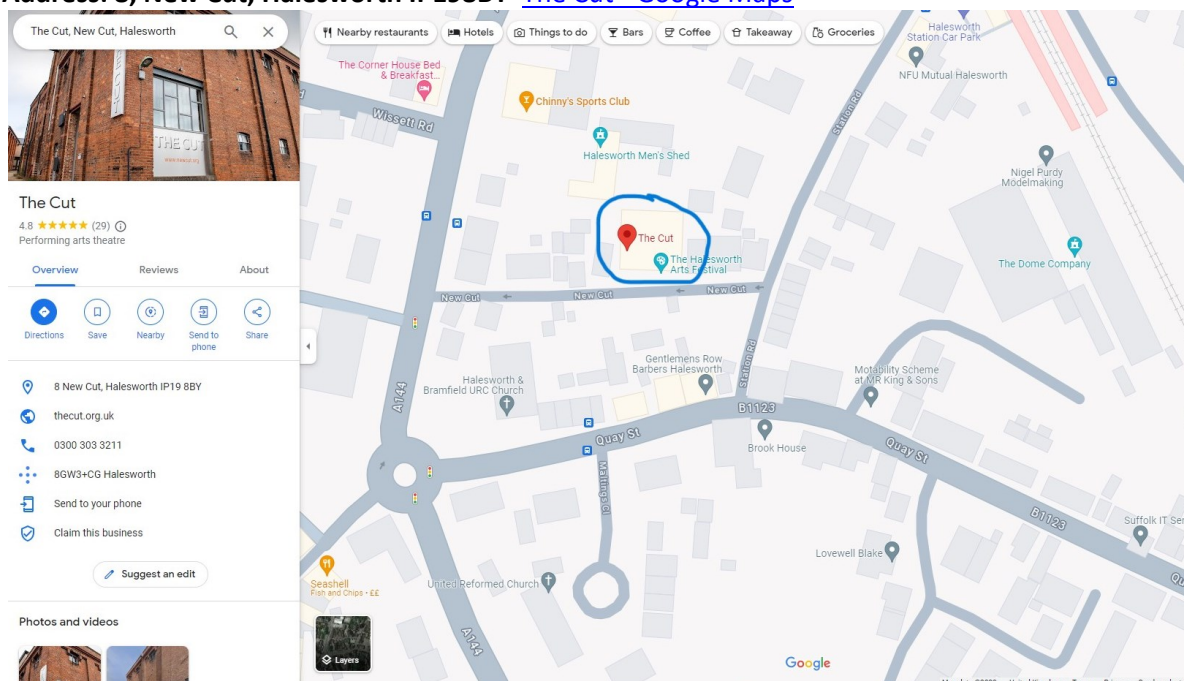 The Cut - Google Maps
The Cut, New Cut, Halesworth
Nearby restaurants
Hotels
Things to do
Bars
Coffee
Takeaway
Groceries
THE CUT
The Cut
4.8 ★★★★★ (29)
Performing arts theatre
Overview
Reviews
About
Directions
Save
Nearby
Send to
phone
Share
8 New Cut, Halesworth IP19 8BY
thecut.org.uk
0300 303 3211
8GW3+CG Halesworth
Send to your phone
Claim this business
Suggest an edit
Photos and videos
Halesworth
Station Car Park
NFU Mutual Halesworth
The Corner House Bed
& Breakfast...
Chinny's Sports Club
Wissett Rd
Station Rd
Halesworth Men's Shed
Nigel Purdy
Modelmaking
The Cut
The Halesworth
Arts Festival
The Dome Company
New Cut
New Cut
New Cut
Gentlemens Row
Barbers Halesworth
Station Rd
Motability Scheme
at MR King & Sons
Halesworth &
Bramfield URC Church
A144
B1123
Quay St
Brook House
Quay St
Maltings Cl
B1123
Suffolk IT Ser
Lovewell Blake
Seashell
Fish and Chips • ££
United Reformed Church
A144
Layers
Google